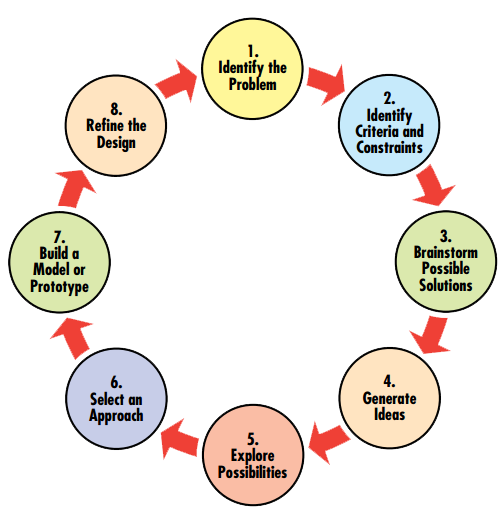 1.
Identify the
Problem
2.
Identify
Criteria and
Constraints
3.
Brainstorm
Possible
Solutions
4.
Generate
Ideas
5.
Explore
Possibilities
6.
Select an
Approach
7.
Build a
Model or
Prototype
8.
Refine the
Design